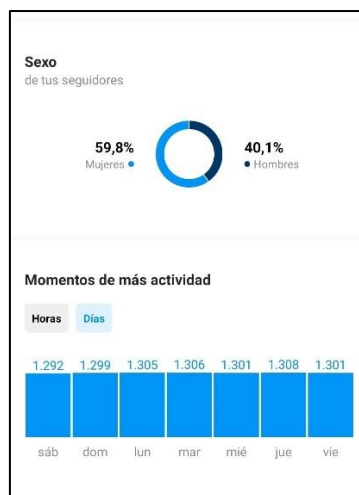 Sexo
de tus seguidores
59,8%
Mujeres
40,1%
Hombres
Momentos de más actividad
Horas Días
1.292 1.299 1.305 1.306 1.301 1.308 1.301
sáb dom lun mar mié jue vie